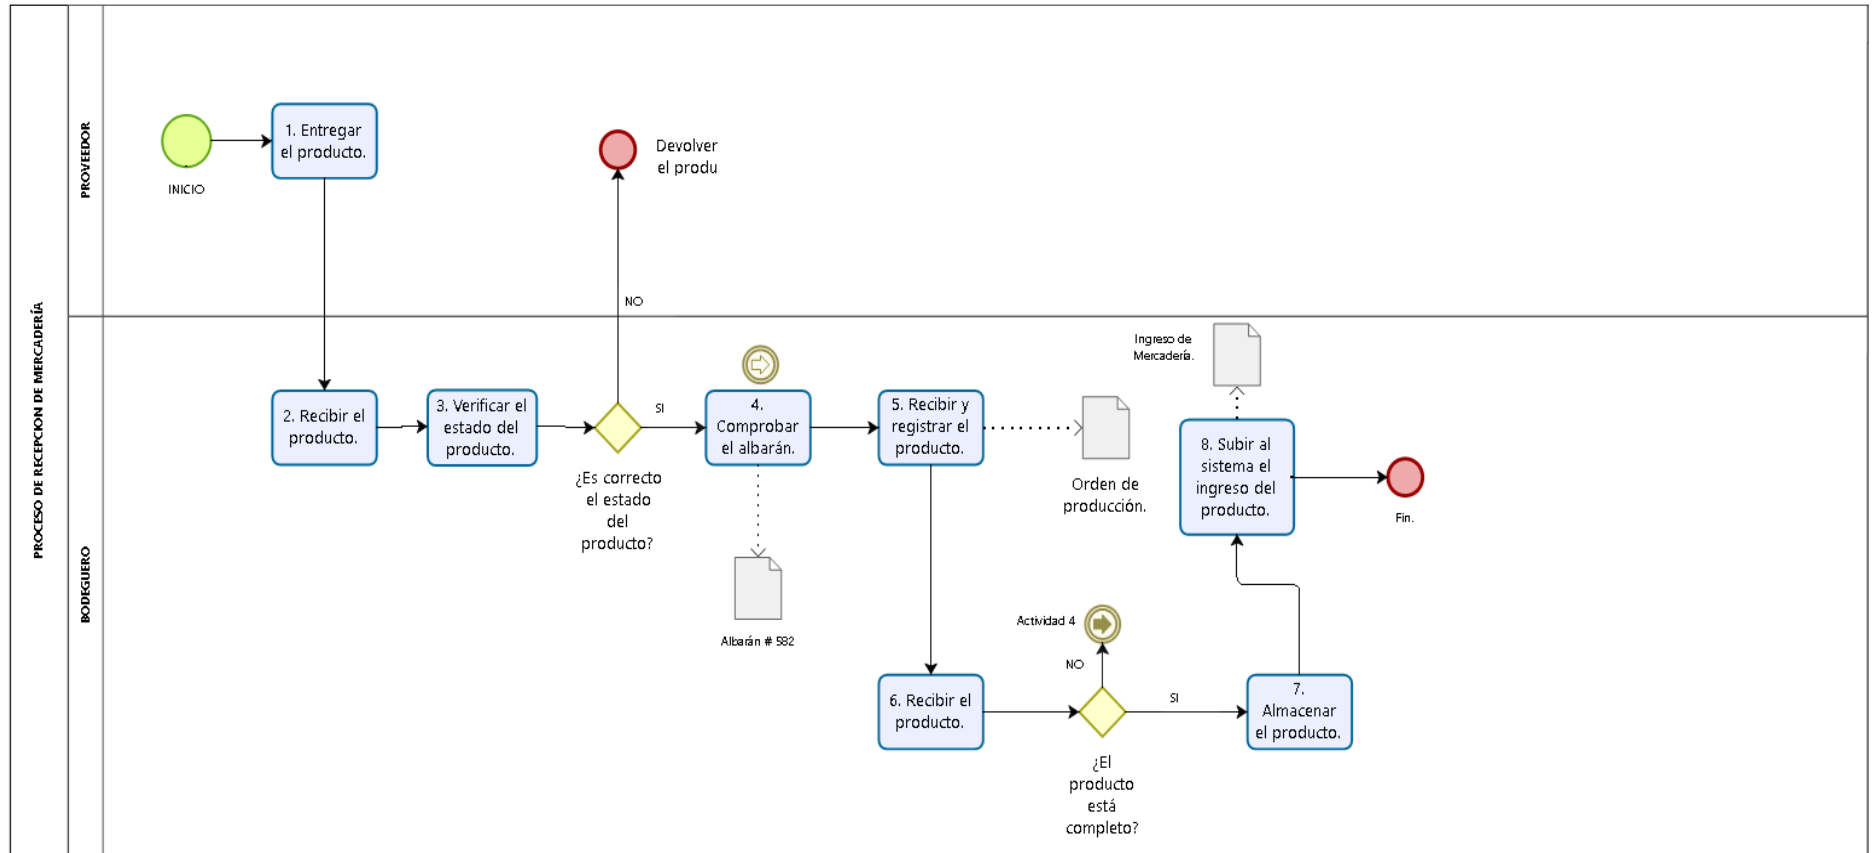 PROCESO DE RECEPCION DE MERCADERÍA
PROVEEDOR
INICIO
1. Entregar
el producto.
Devolver
el produ
NO
BODEGUERO
2. Recibir el
producto.
3. Verificar el
estado del
producto.
¿Es correcto
el estado
del
producto?
SI
4.
Comprobar
el albarán.
Albarán # 582
5. Recibir y
registrar el
producto.
Orden de
producción.
6. Recibir el
producto.
Actividad 4
NO
¿El
producto
está
completo?
SI
7.
Almacenar
el producto.
8. Subir al
sistema el
ingreso del
producto.
Ingreso de
Mercadería.
Fin.